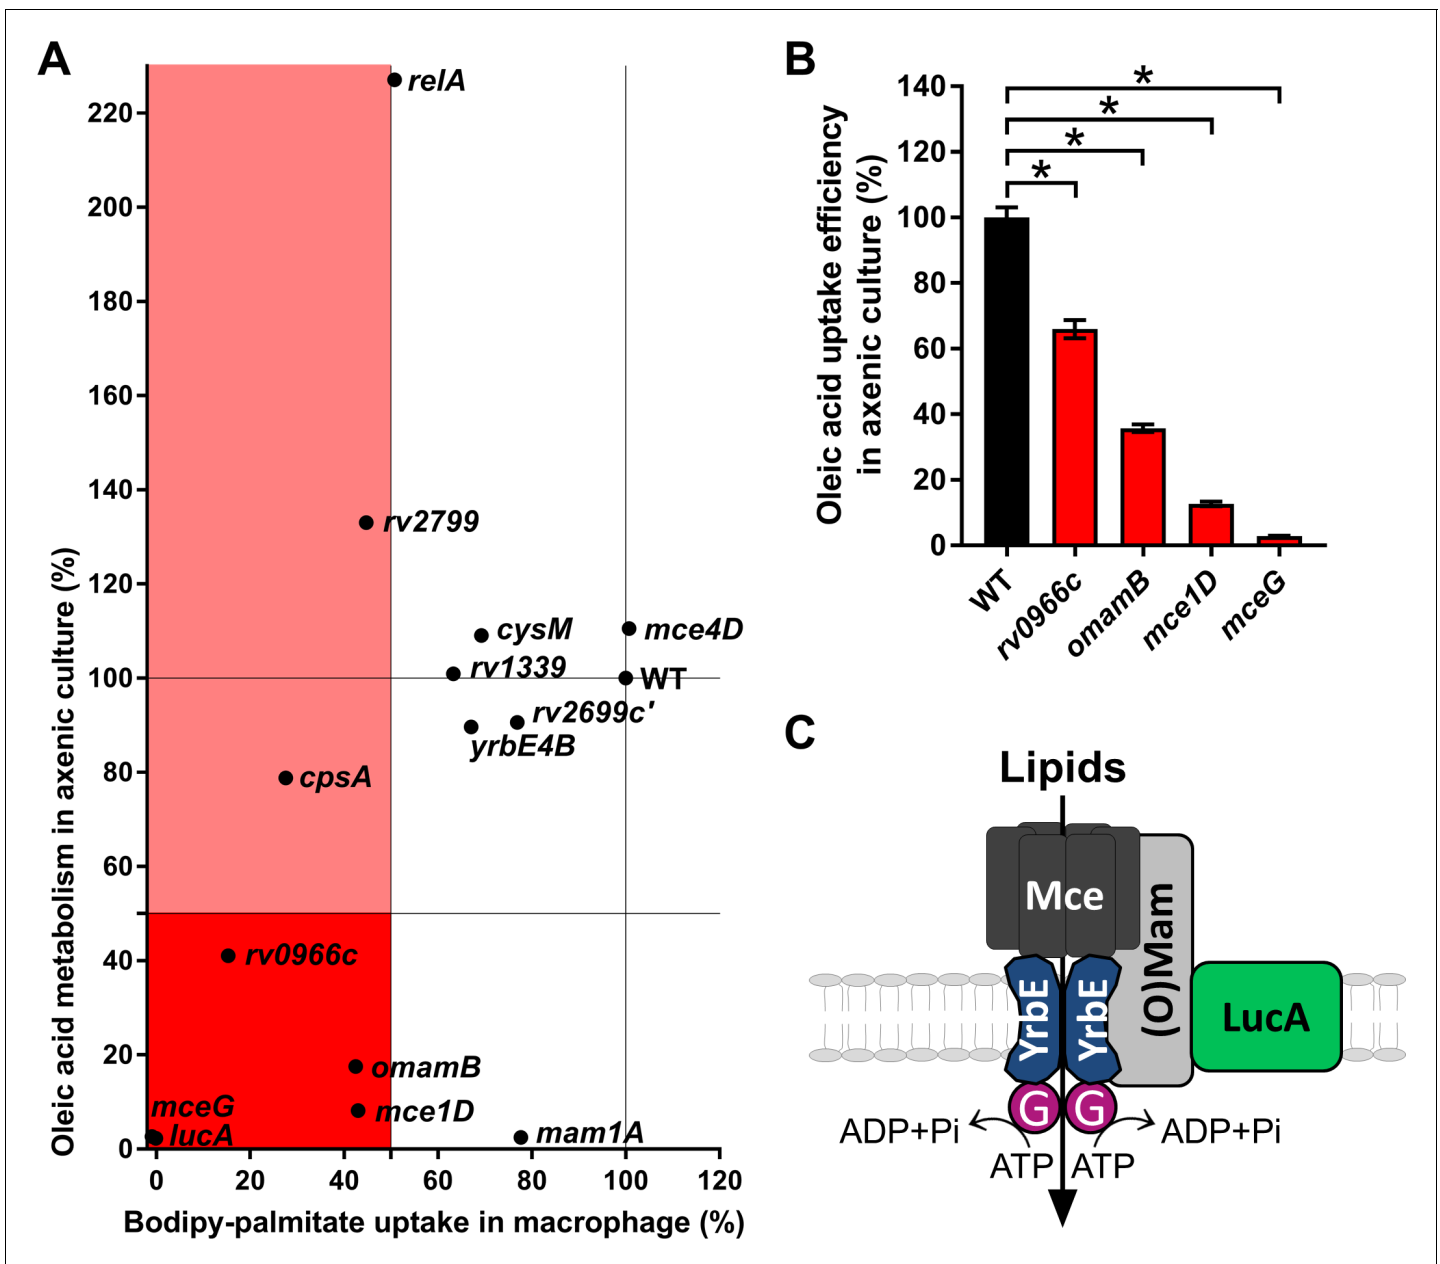 A
Oleic acid metabolism in axenic culture (%)
220
200
180
160
140
120
100
80
60
40
20
0
relA
rv2799
cysM
mce4D
rv1339
WT
rv2699c'
yrbE4B
cpsA
rv0966c
omamB
mceG
mce1D
lucA
mam1A
0 20 40 60 80 100 120
Bodipy-palmitate uptake in macrophage (%)
B
Oleic acid uptake efficiency
in axenic culture (%)
140
120
100
80
60
40
20
0
*
*
*
*
WT
rv0966c
omamB
mce1D
mceG
C
Lipids
Mce
(O)Mam
YrbE YrbE
LucA
G G
ADP+Pi ADP+Pi
ATP ATP